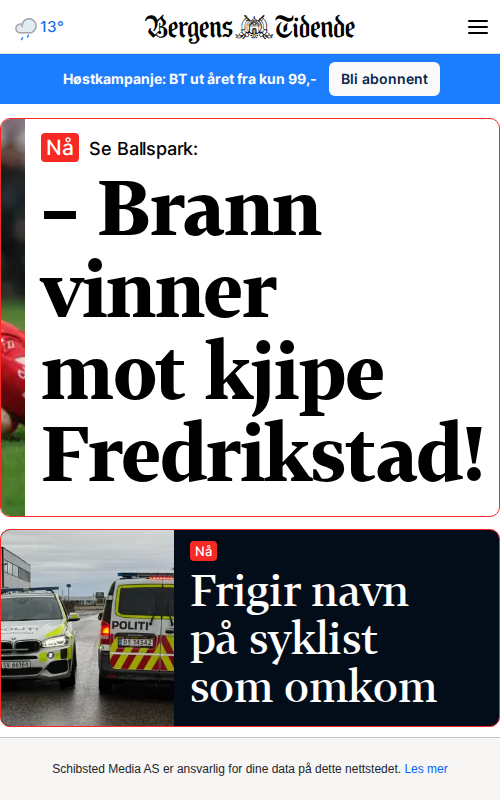 13°
Bergens Tidende
Høstkampanje: BT ut året fra kun 99,-
Bli abonnent
Nå
Se Ballspark:
– Brann
vinner
mot kjipe
Fredrikstad!
Nå
Frigir navn
på syklist
som omkom
POLITI
POLITI
Schibsted Media AS er ansvarlig for dine data på dette nettstedet. Les mer